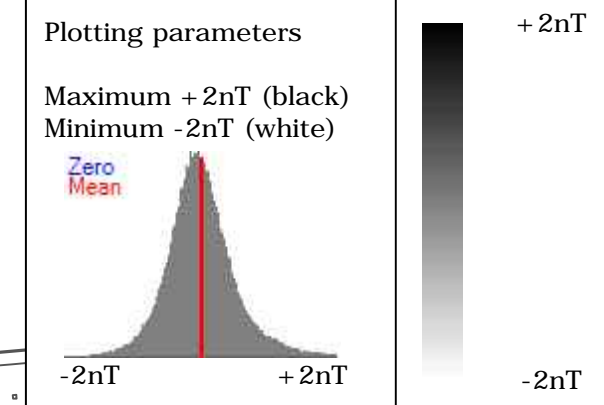 Plotting parameters
Maximum +2nT (black)
Minimum -2nT (white)
Zero
Mean
-2nT
+2nT
+2nT
-2nT